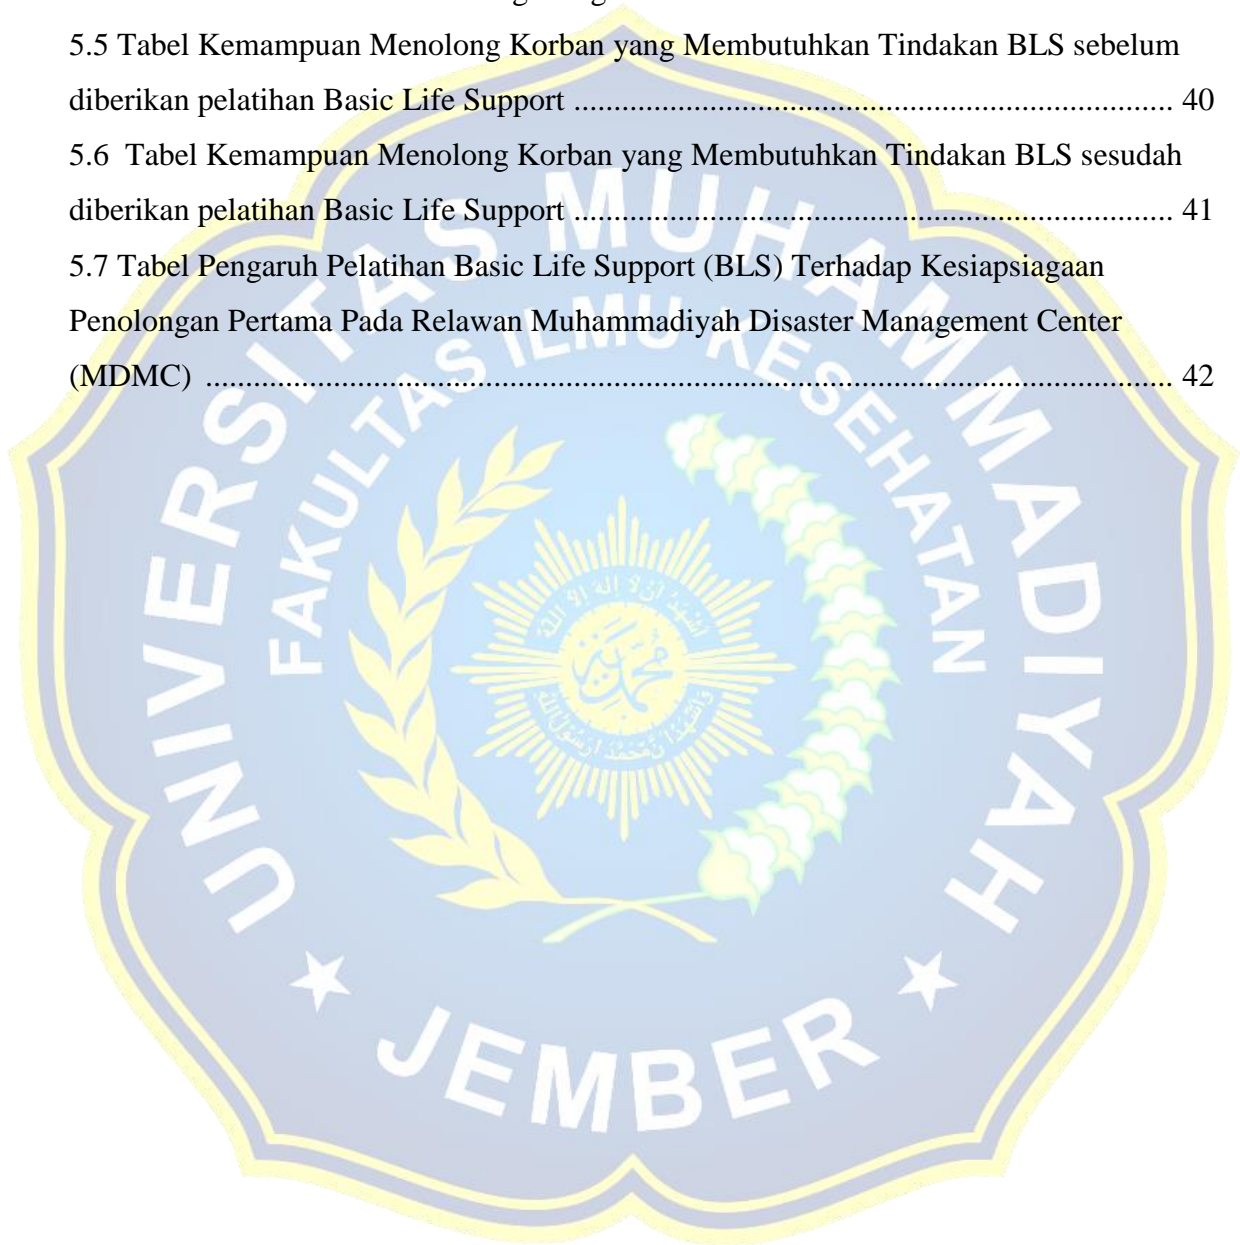 5.5 Tabel Kemampuan Menolong Korban yang Membutuhkan Tindakan BLS sebelum
diberikan pelatihan Basic Life Support .............................................................. 40
5.6 Tabel Kemampuan Menolong Korban yang Membutuhkan Tindakan BLS sesudah
diberikan pelatihan Basic Life Support .............................................................. 41
5.7 Tabel Pengaruh Pelatihan Basic Life Support (BLS) Terhadap Kesiapsiagaan
Penolongan Pertama Pada Relawan Muhammadiyah Disaster Management Center
(MDMC) .................................................................................................... 42
UNIVERSITAS MUHAMMADIYAH
FAKULTAS ILMU KESEHATAN
محمدية
JEMBER